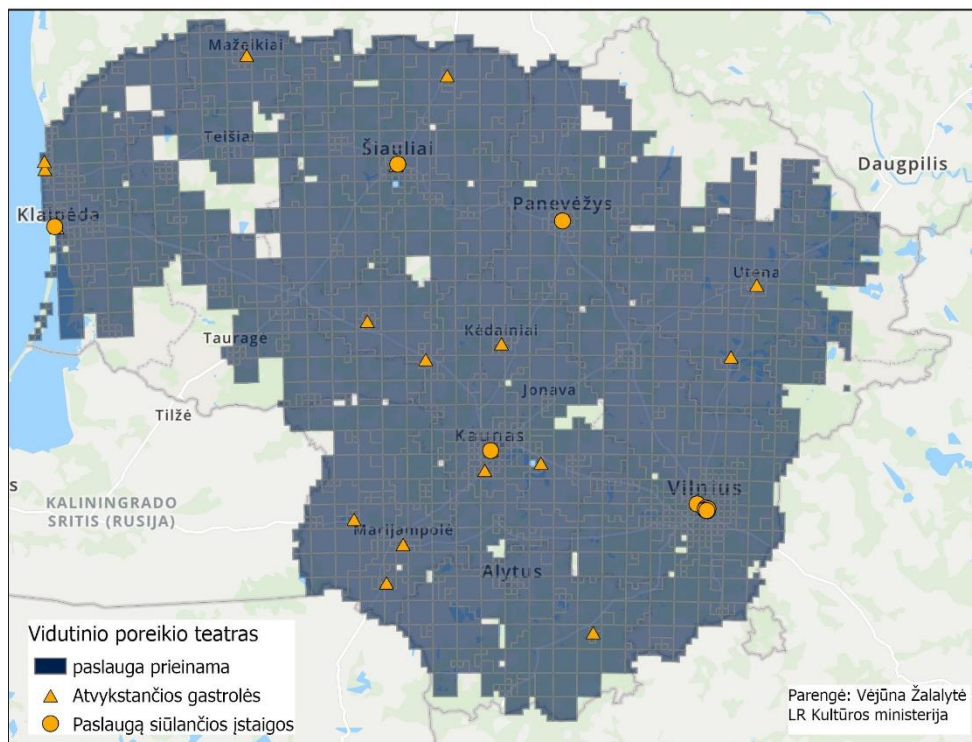 Mažeikiai
Telšiai
Šiauliai
Daugpilis
Klaipėda
Panevėžys
Utena
Taurage
Kėdainiai
Jonava
Tilžė
Kaunas
s
KALININGRADO
SRITIS (RUSIJA)
Vilnius
Marijampolė
Alytus
Vidutinio poreikio teatras
paslauga prieinama
Atvykstančios gastrolės
Paslaugą siūlančios įstaigos
Parengė: Vėjūna Žalalytė
LR Kultūros ministerija